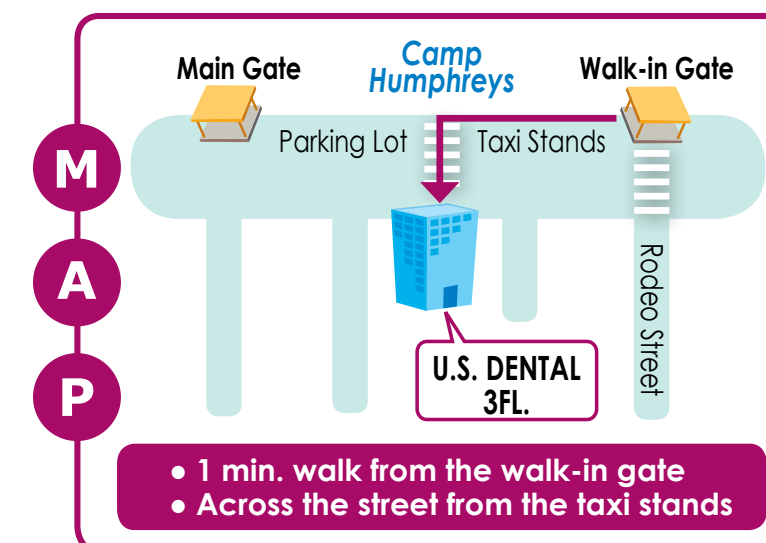 Camp
Humphreys
Main Gate
Walk-in Gate
Parking Lot
Taxi Stands
M
A
P
Rodeo Street
U.S. DENTAL
3FL.
● 1 min. walk from the walk-in gate
● Across the street from the taxi stands